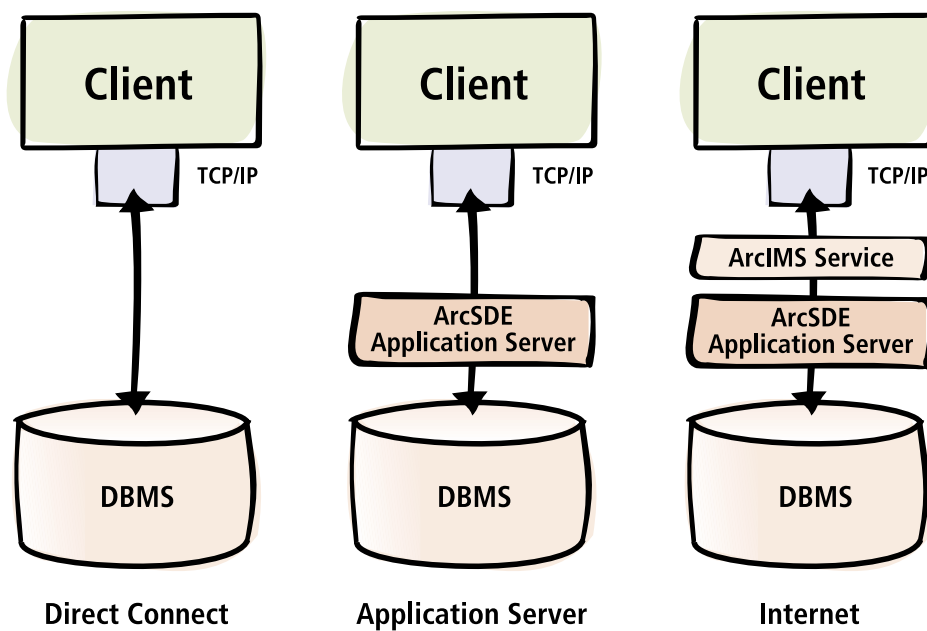 Client
TCP/IP
DBMS
Direct Connect
Client
TCP/IP
ArcSDE
Application Server
DBMS
Application Server
Client
TCP/IP
ArcIMS Service
ArcSDE
Application Server
DBMS
Internet